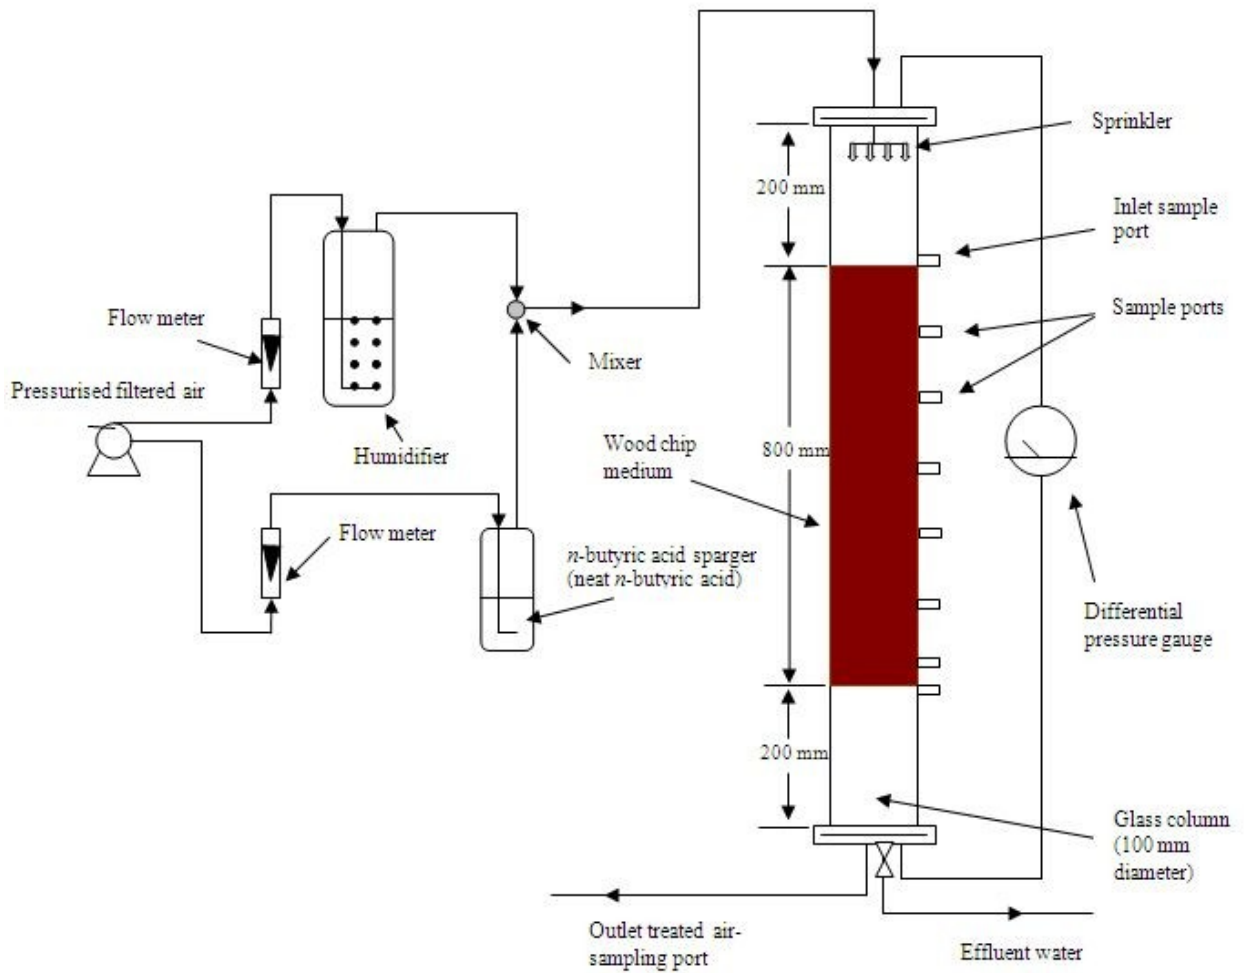 Sprinkler
200 mm
Inlet sample
port
Flow meter
Sample ports
Mixer
Pressurised filtered air
Humidifier
Wood chip
medium
800 mm
Flow meter
n-butyric acid sparger
(neat n-butyric acid)
Differential
pressure gauge
200 mm
Glass column
(100 mm
diameter)
Outlet treated air-
sampling port
Effluent water